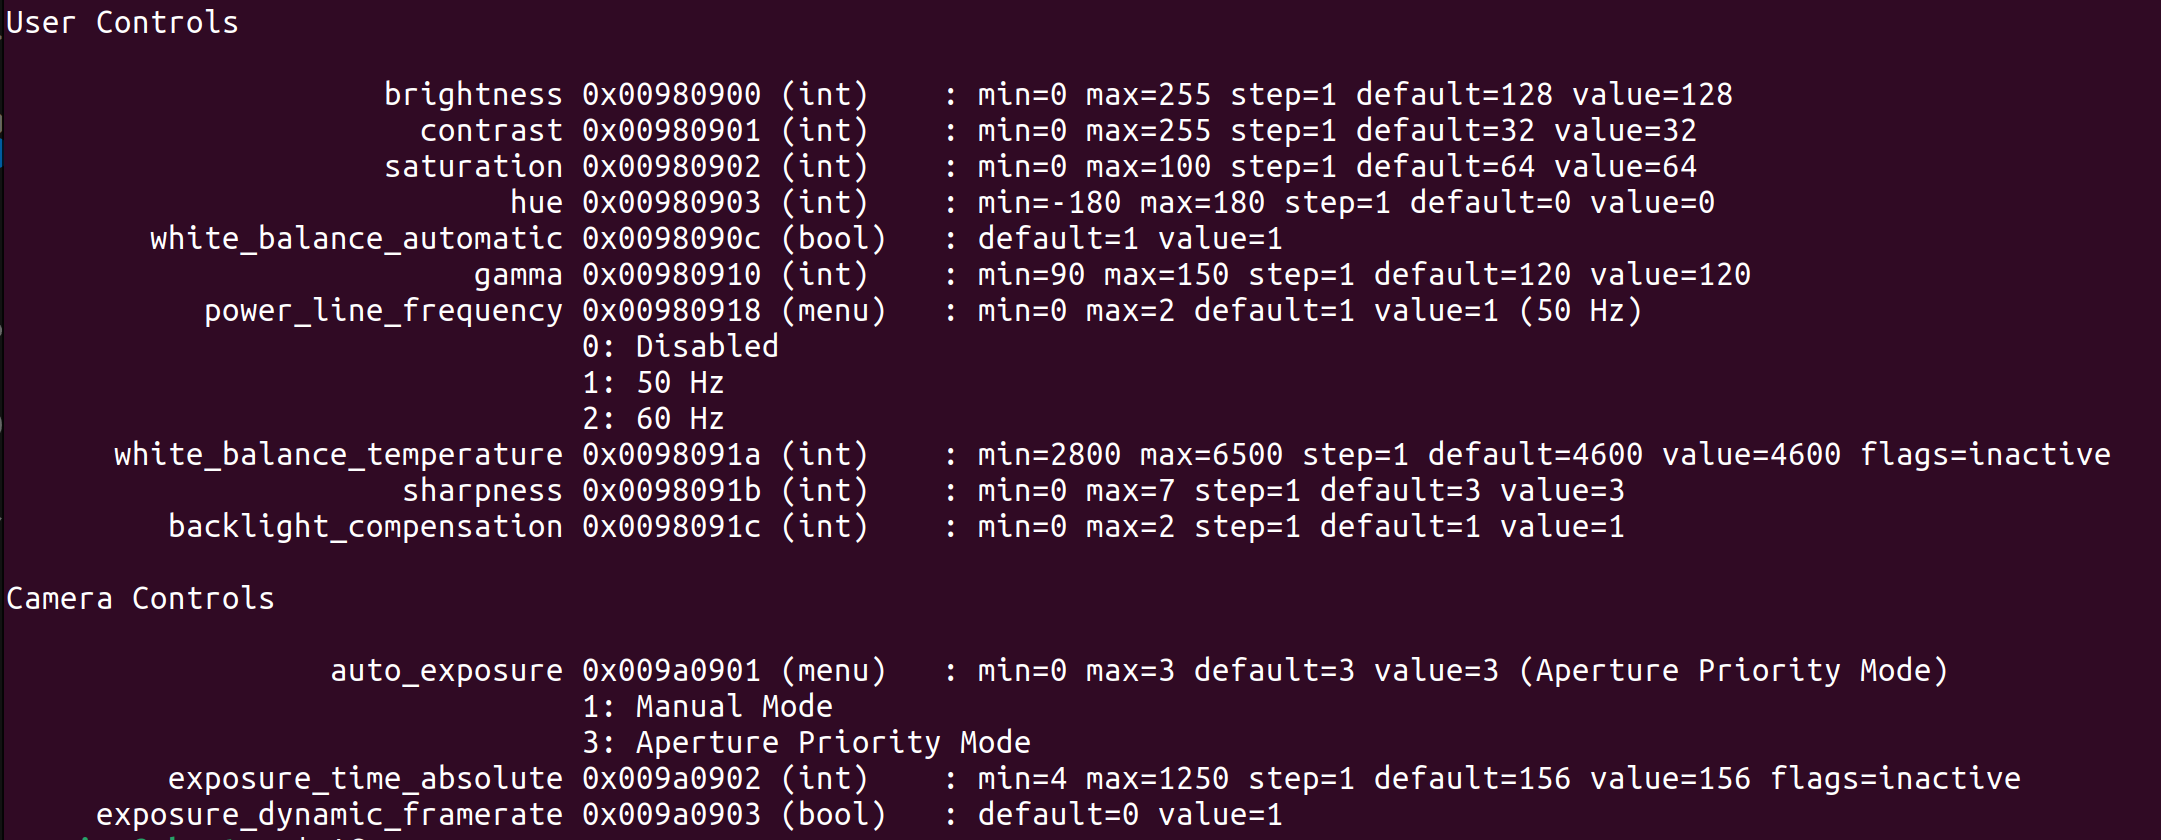 User Controls
brightness 0x00980900 (int)    : min=0 max=255 step=1 default=128 value=128
contrast 0x00980901 (int)    : min=0 max=255 step=1 default=32 value=32
saturation 0x00980902 (int)    : min=0 max=100 step=1 default=64 value=64
hue 0x00980903 (int)    : min=-180 max=180 step=1 default=0 value=0
white_balance_automatic 0x0098090c (bool)   : default=1 value=1
gamma 0x00980910 (int)    : min=90 max=150 step=1 default=120 value=120
power_line_frequency 0x00980918 (menu)   : min=0 max=2 default=1 value=1 (50 Hz)
0: Disabled
1: 50 Hz
2: 60 Hz
white_balance_temperature 0x0098091a (int)    : min=2800 max=6500 step=1 default=4600 value=4600 flags=inactive
sharpness 0x0098091b (int)    : min=0 max=7 step=1 default=3 value=3
backlight_compensation 0x0098091c (int)    : min=0 max=2 step=1 default=1 value=1
Camera Controls
auto_exposure 0x009a0901 (menu)   : min=0 max=3 default=3 value=3 (Aperture Priority Mode)
1: Manual Mode
3: Aperture Priority Mode
exposure_time_absolute 0x009a0902 (int)    : min=4 max=1250 step=1 default=156 value=156 flags=inactive
exposure_dynamic_framerate 0x009a0903 (bool)   : default=0 value=1